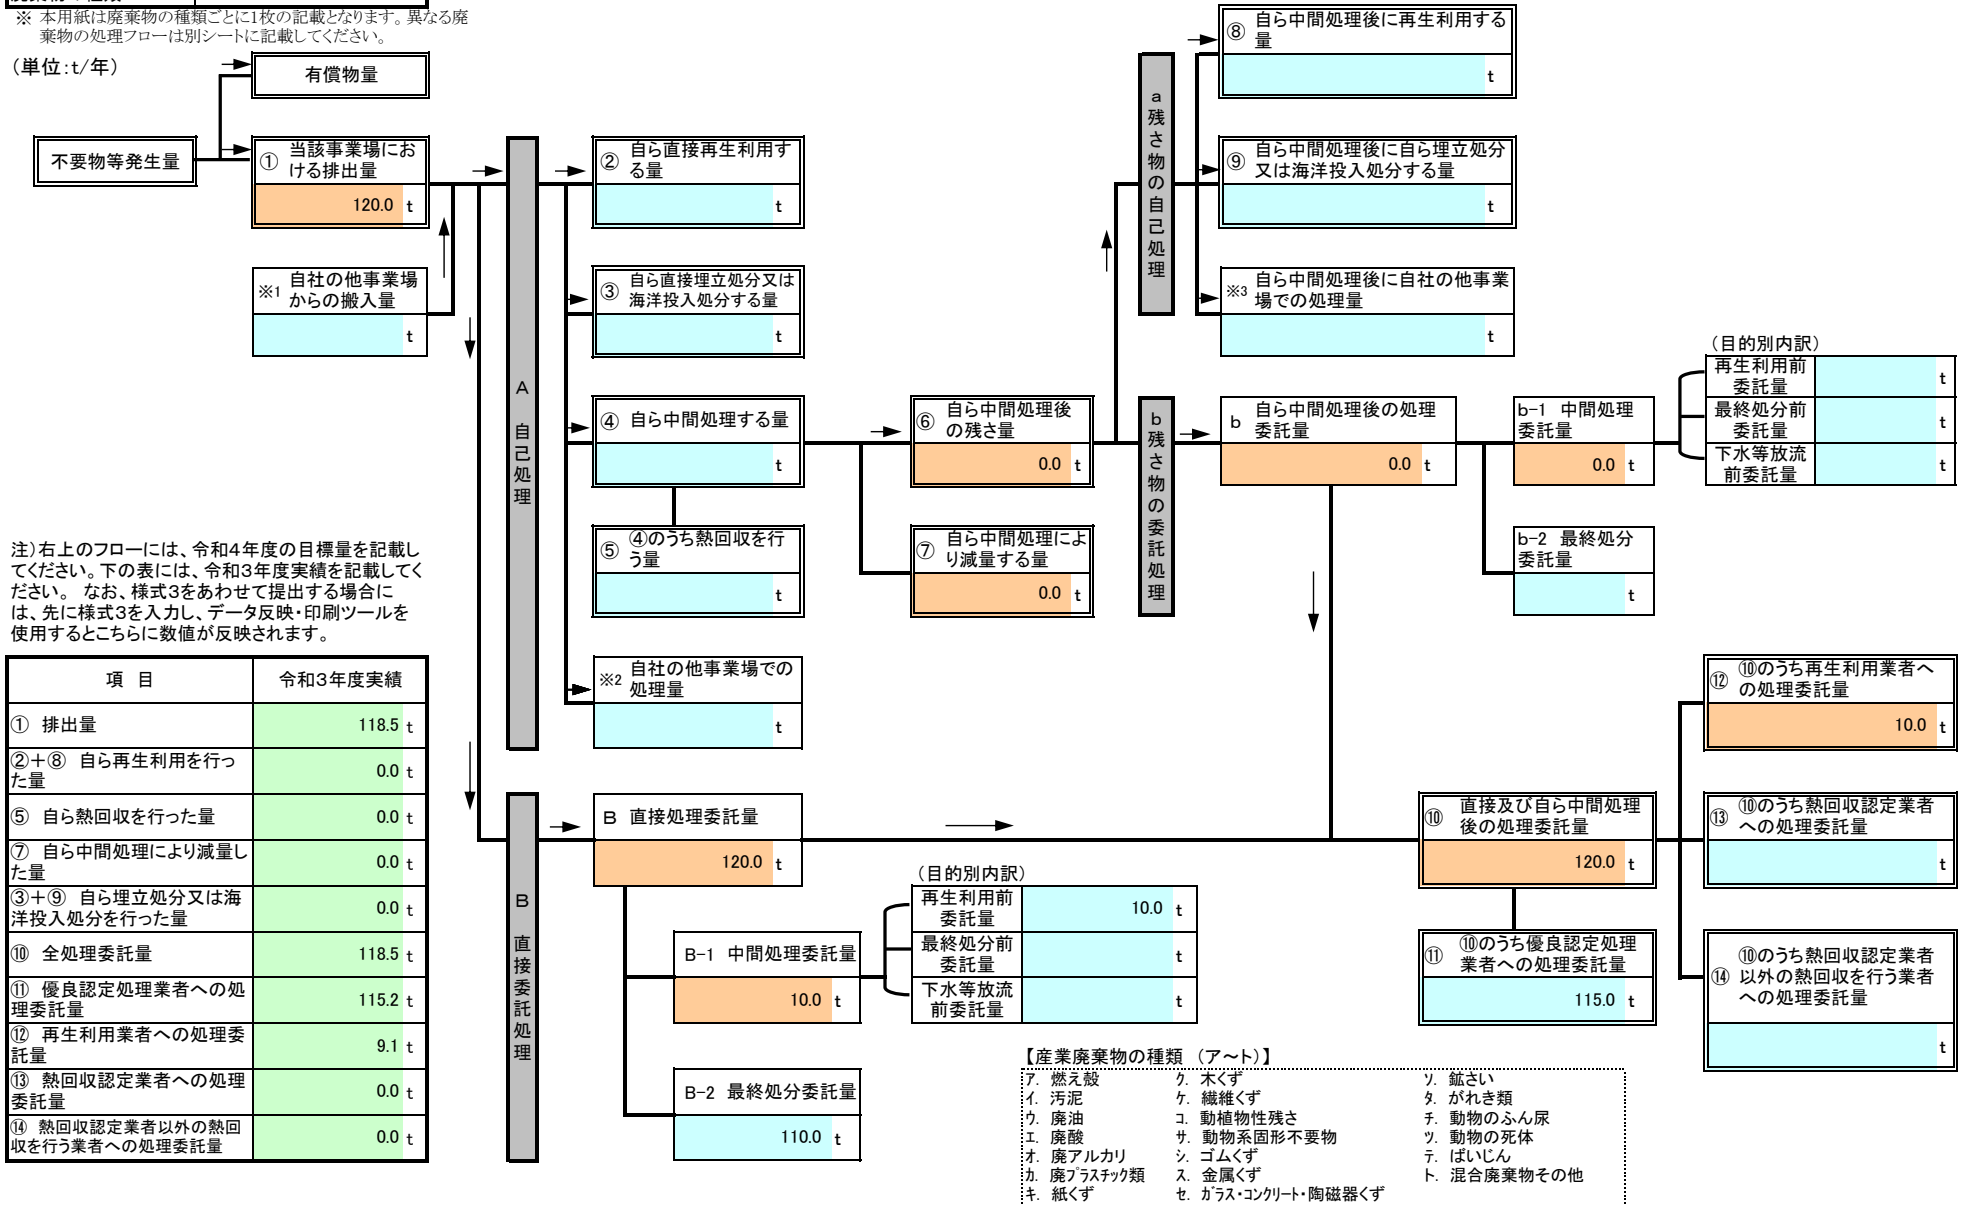 ※ 本用紙は廃棄物の種類ごとに1枚の記載となります。異なる廃
棄物の処理フローは別シートに記載してください。
（単位：t/年）
有償物量
不要物等発生量
① 当該事業場にお
ける排出量
120.0 t
※1 自社の他事業場
からの搬入量
t
A 自己処理
② 自ら直接再生利用す
る量
t
③ 自ら直接埋立処分又は
海洋投入処分する量
t
④ 自ら中間処理する量
t
⑤ ④のうち熱回収を行
う量
t
※2 自社の他事業場での
処理量
t
⑥ 自ら中間処理後
の残さ量
0.0 t
⑦ 自ら中間処理によ
り減量する量
0.0 t
a 残さ物の自己処理
⑧ 自ら中間処理後に再生利用する
量
t
⑨ 自ら中間処理後に自ら埋立処分
又は海洋投入処分する量
t
※3 自ら中間処理後に自社の他事業
場での処理量
t
b 残さ物の委託処理
b 自ら中間処理後の処理
委託量
0.0 t
b-1 中間処理
委託量
0.0 t
（目的別内訳）
再生利用前
委託量
t
最終処分前
委託量
t
下水等放流
前委託量
t
b-2 最終処分
委託量
t
注）右上のフローには、令和4年度の目標量を記載し
てください。下の表には、令和3年度実績を記載してく
ださい。 なお、様式3をあわせて提出する場合に
は、先に様式3を入力し、データ反映・印刷ツールを
使用するとこちらに数値が反映されます。
項 目 令和3年度実績
① 排出量 118.5 t
②＋⑧ 自ら再生利用を行っ
た量 0.0 t
⑤ 自ら熱回収を行った量 0.0 t
⑦ 自ら中間処理により減量し
た量 0.0 t
③＋⑨ 自ら埋立処分又は海
洋投入処分を行った量 0.0 t
⑩ 全処理委託量 118.5 t
⑪ 優良認定処理業者への処
理委託量 115.2 t
⑫ 再生利用業者への処理委
託量 9.1 t
⑬ 熱回収認定業者への処理
委託量 0.0 t
⑭ 熱回収認定業者以外の熱回
収を行う業者への処理委託量 0.0 t
B 直接委託処理
B 直接処理委託量
120.0 t
B-1 中間処理委託量
10.0 t
（目的別内訳）
再生利用前
委託量
10.0 t
最終処分前
委託量
t
下水等放流
前委託量
t
B-2 最終処分委託量
110.0 t
⑩ 直接及び自ら中間処理
後の処理委託量
120.0 t
⑪ ⑩のうち優良認定処理
業者への処理委託量
115.0 t
⑫ ⑩のうち再生利用業者へ
の処理委託量
10.0 t
⑬ ⑩のうち熱回収認定業者
への処理委託量
t
⑭ ⑩のうち熱回収認定業者
以外の熱回収を行う業者
への処理委託量
t
【産業廃棄物の種類 （ア～ト）】
ア. 燃え殻 ク. 木くず ソ. 鉱さい
イ. 汚泥 ケ. 繊維くず タ. がれき類
ウ. 廃油 コ. 動植物性残さ チ. 動物のふん尿
エ. 廃酸 サ. 動物系固形不要物 ツ. 動物の死体
オ. 廃アルカリ シ. ゴムくず テ. ばいじん
カ. 廃プラスチック類 ス. 金属くず ト. 混合廃棄物その他
キ. 紙くず セ. ガラス・コンクリート・陶磁器くず